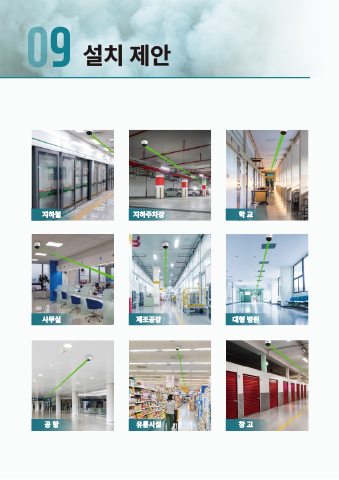 09 설치 제안
지하철
지하주차장
학 교
사무실
제조공장
대형 병원
공 항
유통시설
창 고